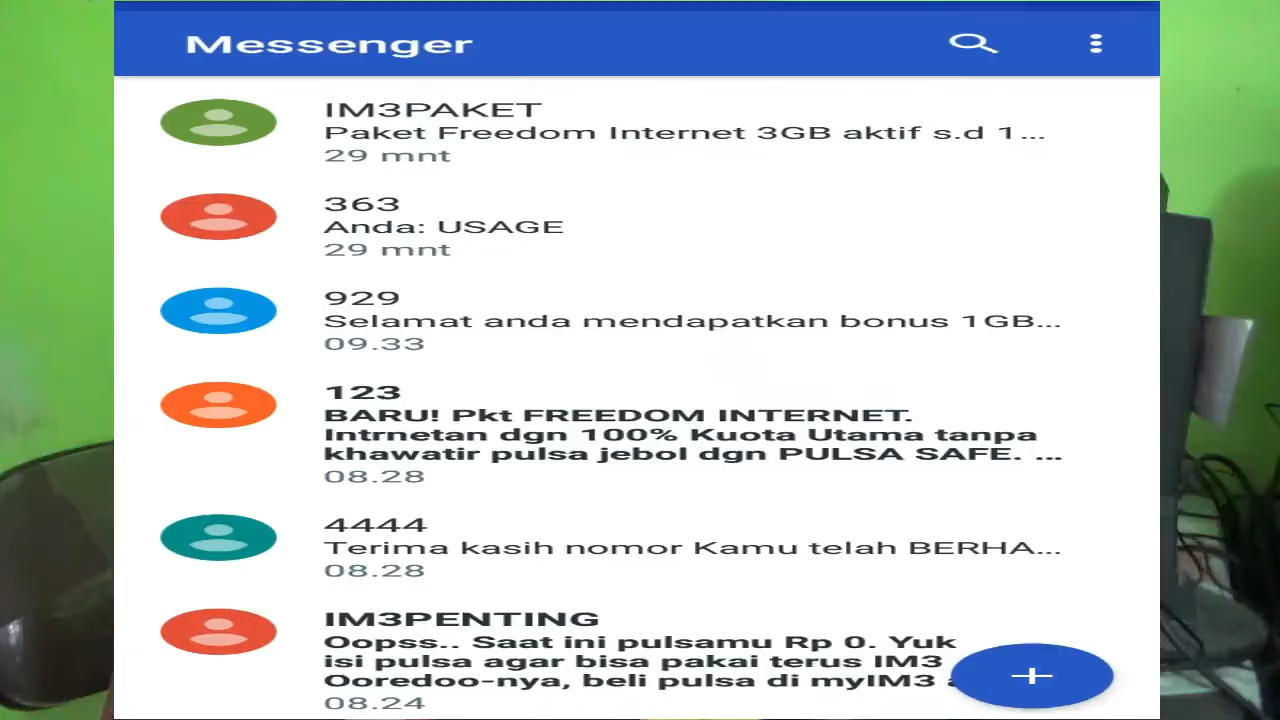 Messenger
IM3PAKET
Paket Freedom Internet 3GB aktif s.d 1...
29 mnt
363
Anda: USAGE
29 mnt
929
Selamat anda mendapatkan bonus 1GB...
09.33
123
BARU! Pkt FREEDOM INTERNET.
Intrnetan dgn 100% Kuota Utama tanpa
khawatir pulsa jebol dgn PULSA SAFE. ...
08.28
4444
Terima kasih nomor Kamu telah BERHA...
08.28
IM3PENTING
Oopss.. Saat ini pulsamu Rp 0. Yuk
isi pulsa agar bisa pakai terus IM3
Ooredoo-nya, beli pulsa di myIM3
08.24